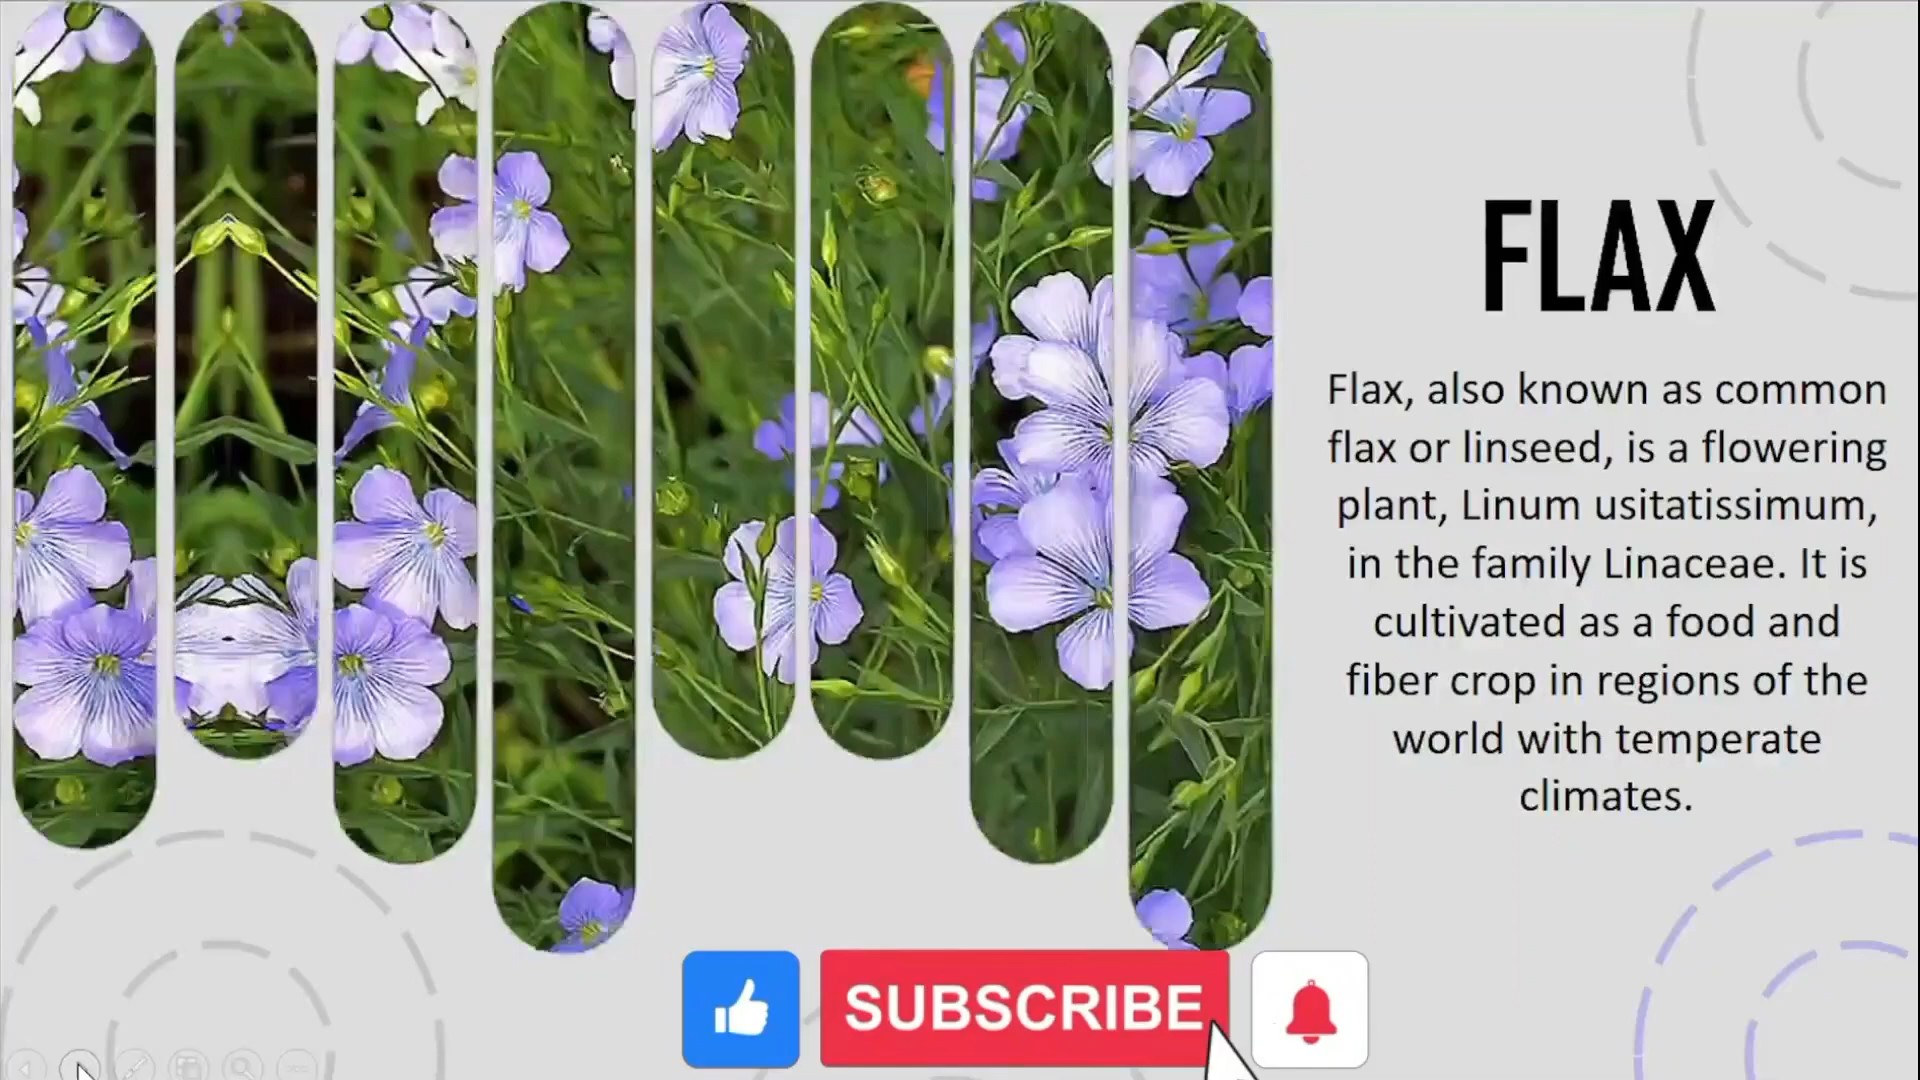 FLAX
Flax, also known as common
flax or linseed, is a flowering
plant, Linum usitatissimum,
in the family Linaceae. It is
cultivated as a food and
fiber crop in regions of the
world with temperate
climates.
SUBSCRIBE